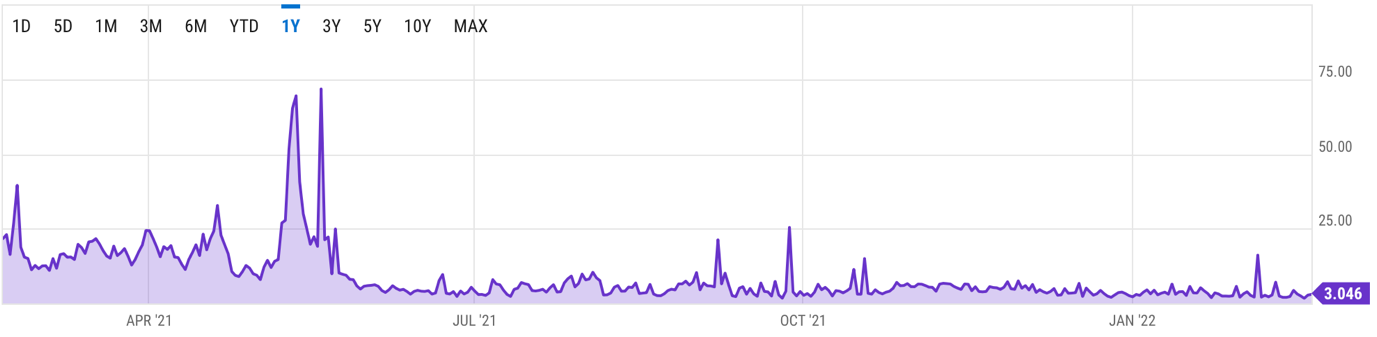 1D 5D 1M 3M 6M YTD 1Y 3Y 5Y 10Y MAX
75.00
50.00
25.00
3.046
APR '21 JUL '21 OCT '21 JAN '22